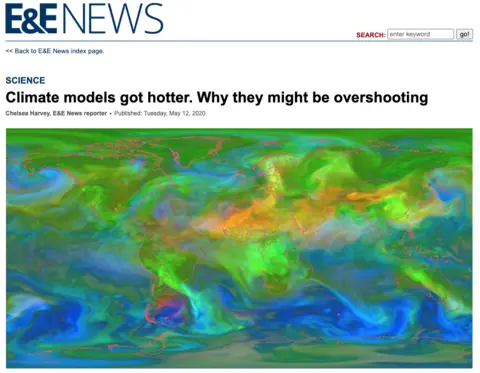 E&E NEWS
SEARCH: enter keyword go!
<< Back to E&E News index page.
SCIENCE
Climate models got hotter. Why they might be overshooting
Chelsea Harvey, E&E News reporter • Published: Tuesday, May 12, 2020